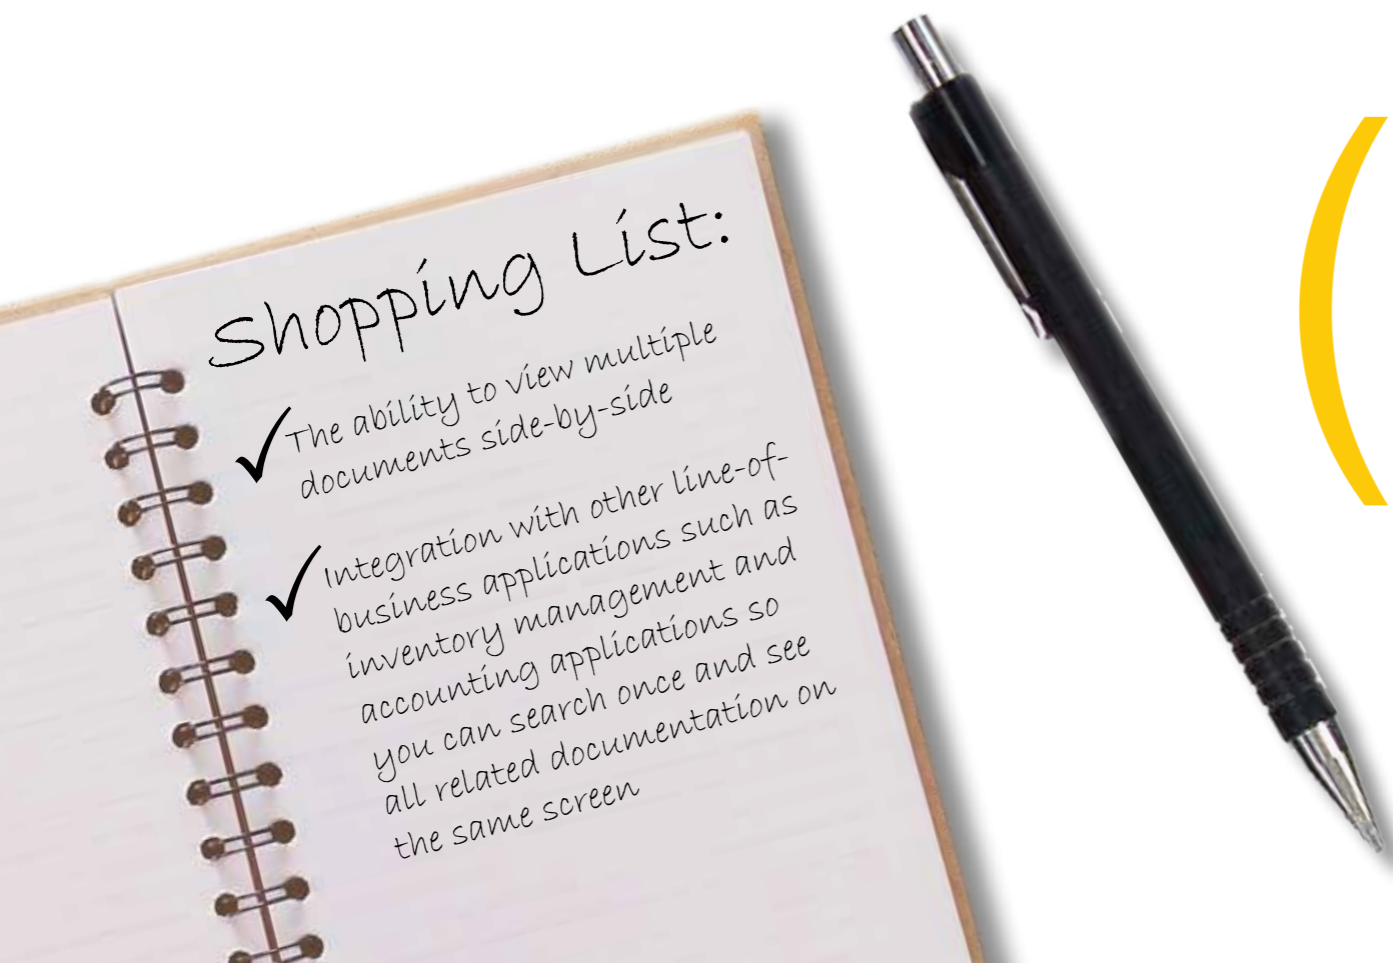 Shopping List:
The ability to view multiple
documents side-by-side
Integration with other line-of-
business applications such as
inventory management and
accounting applications so
you can search once and see
all related documentation on
the same screen
(